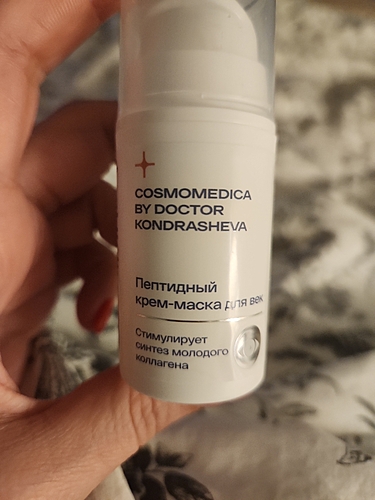 COSMOMEDICA
BY DOCTOR
KONDRASHEVA
Пептидный
крем-маска для век
Стимулирует
синтез молодого
коллагена